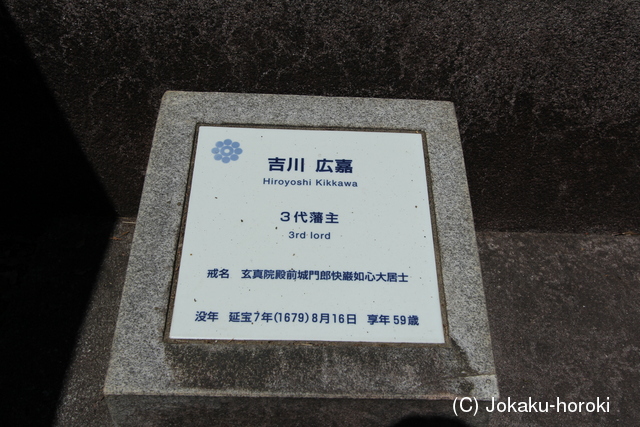 吉川 広嘉
Hiroyoshi Kikkawa
3代藩主
3rd lord
戒名 玄真院殿前城門郎快巌如心大居士
没年 延宝7年(1679)8月16日 享年59歳
(C) Jokaku-horoki